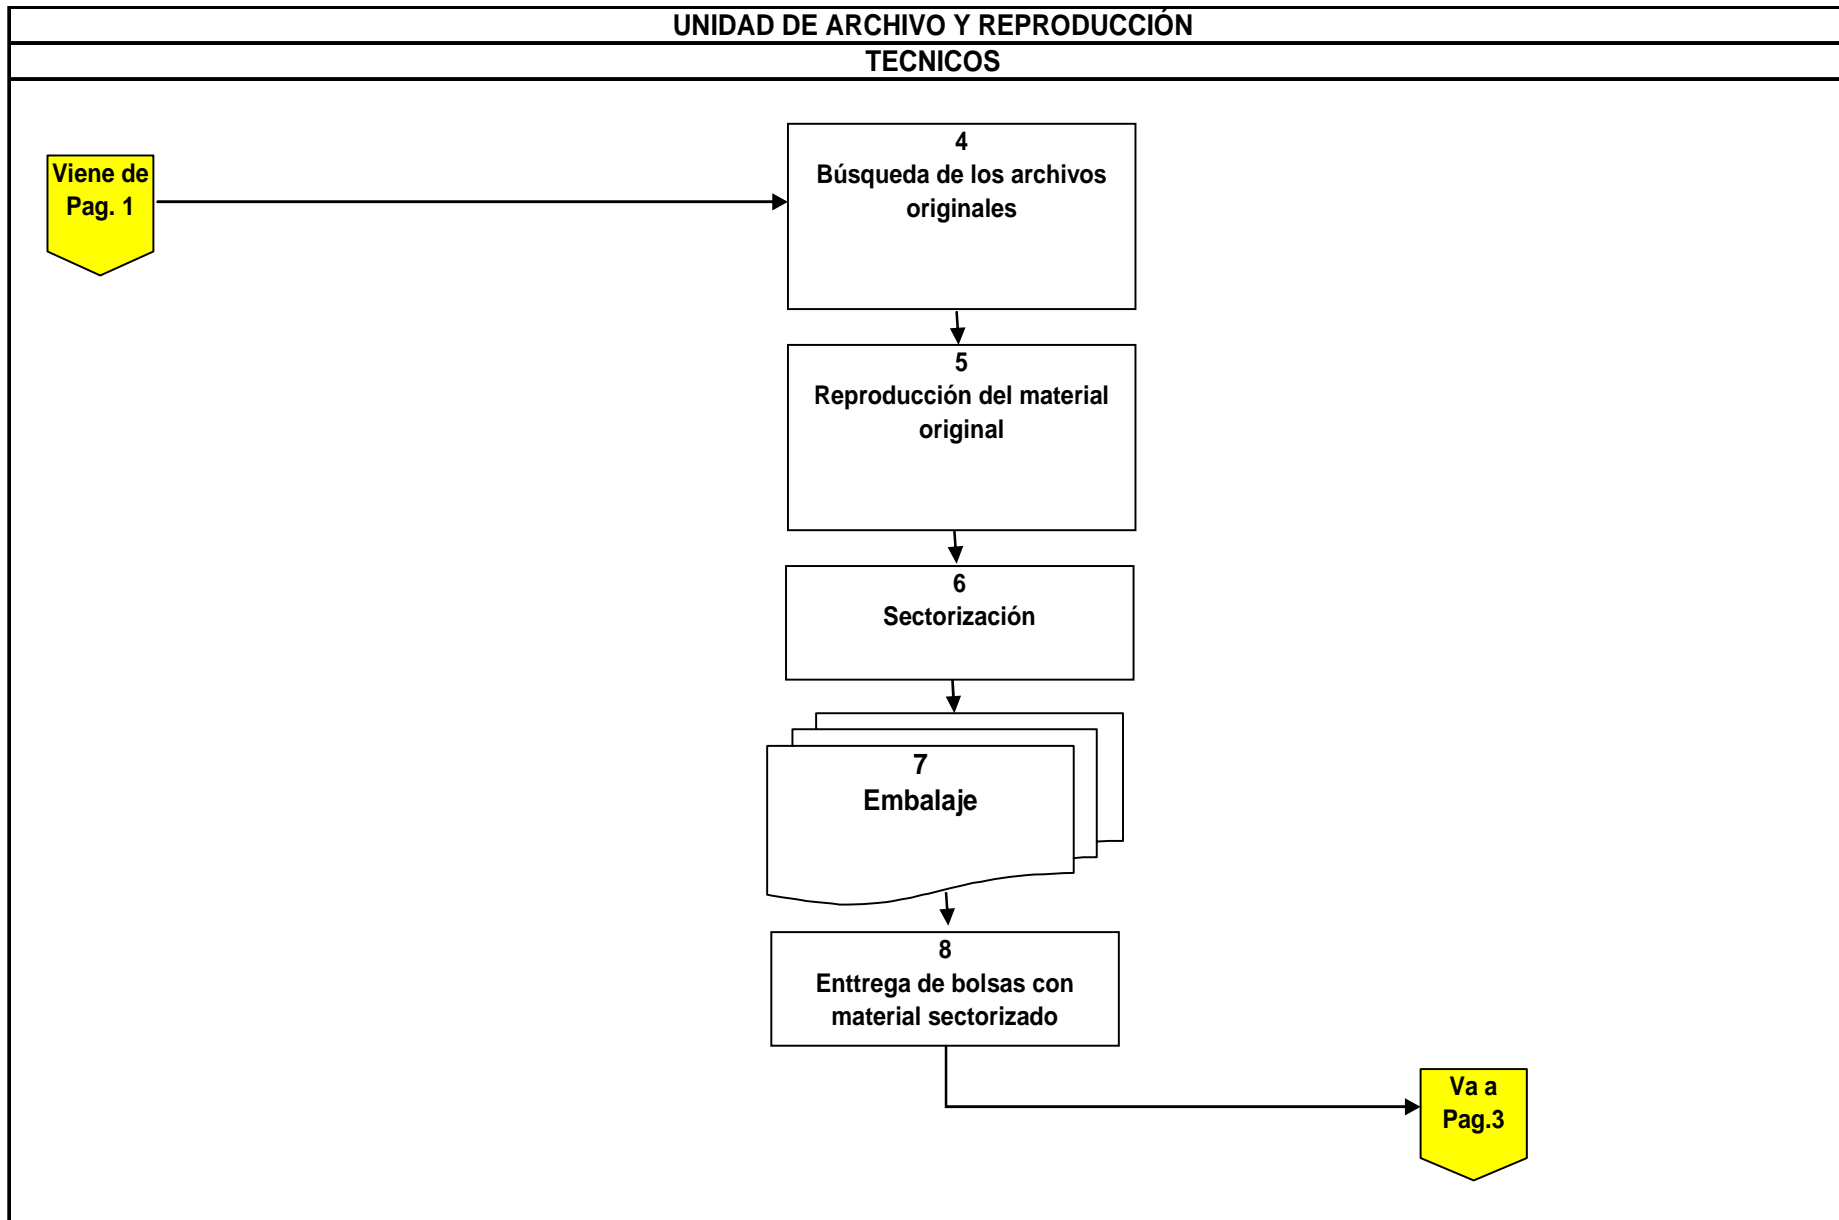 UNIDAD DE ARCHIVO Y REPRODUCCIÓN
TECNICOS
Viene de
Pag. 1
4
Búsqueda de los archivos
originales
5
Reproducción del material
original
6
Sectorización
7
Embalaje
8
Enttrega de bolsas con
material sectorizado
Va a
Pag.3